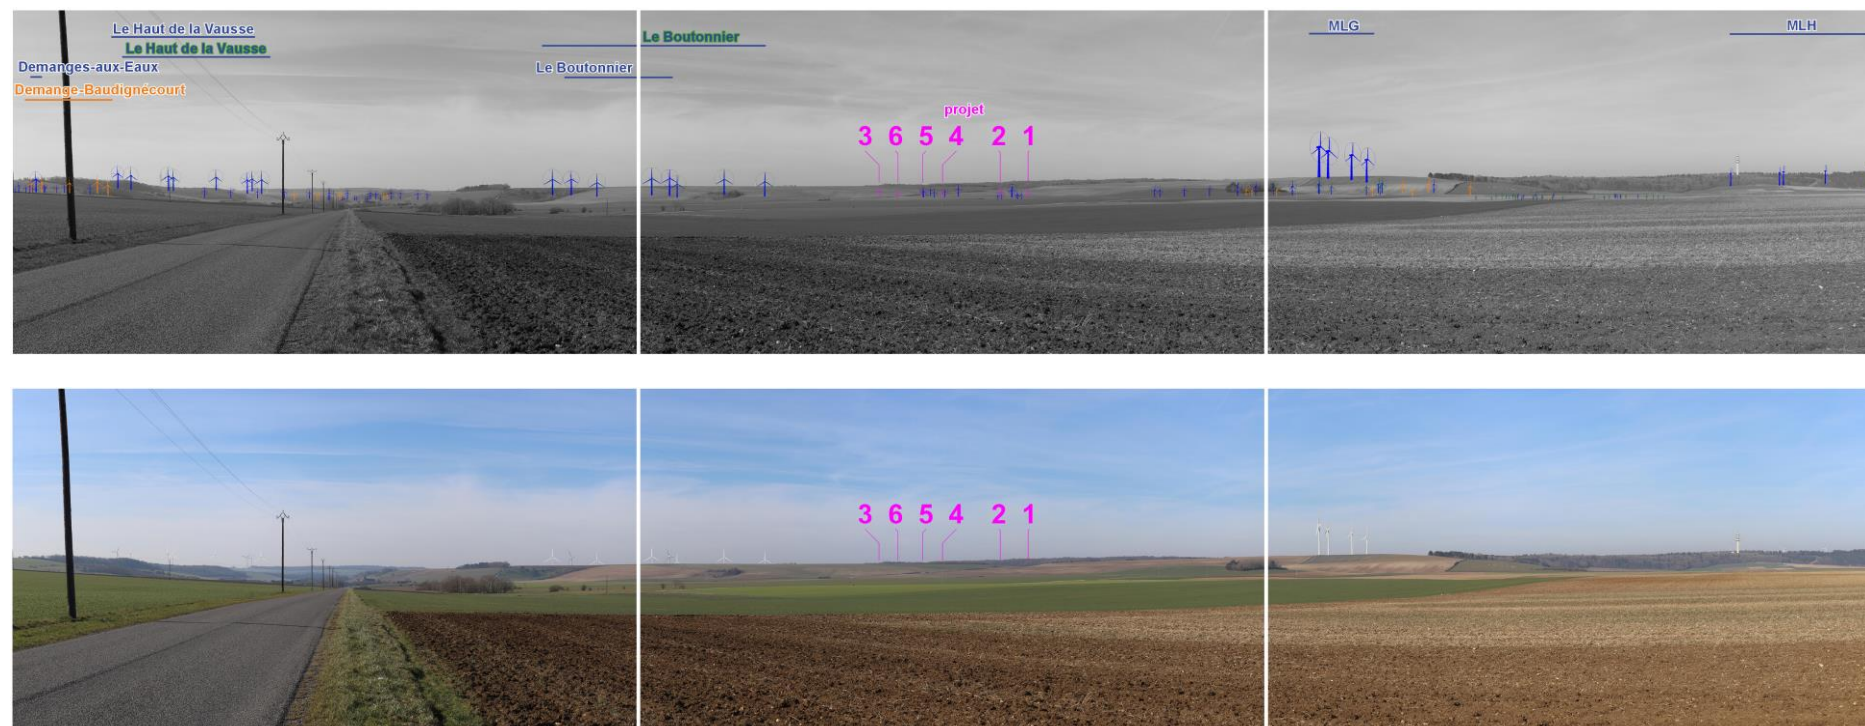 Le Haut de la Vausse
Le Haut de la Vausse
Demanges-aux-Eaux
Demange-Baudignécourt
Le Boutonnier
Le Boutonnier
projet
3 6 5 4 2 1
MLG
MLH
3 6 5 4 2 1